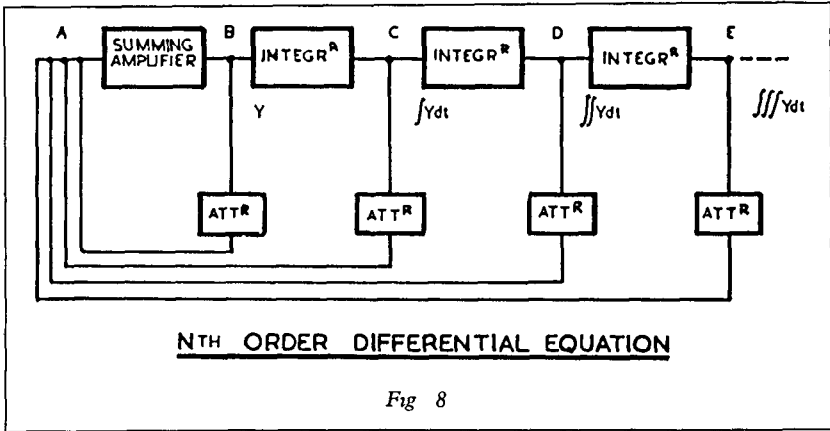 A SUMMING AMPLIFIER B INTEGRᴿ C INTEGRᴿ D INTEGRᴿ E
Y ∫Ydt ∬Ydt ∭Ydt
ATTᴿ ATTᴿ ATTᴿ ATTᴿ
NTH ORDER DIFFERENTIAL EQUATION
Fig 8